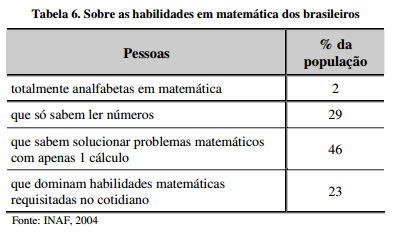 Tabela 6. Sobre as habilidades em matemática dos brasileiros
Pessoas
% da
população
totalmente analfabetas em matemática
2
que só sabem ler números
29
que sabem solucionar problemas matemáticos
com apenas 1 cálculo
46
que dominam habilidades matemáticas
requisitadas no cotidiano
23
Fonte: INAF, 2004